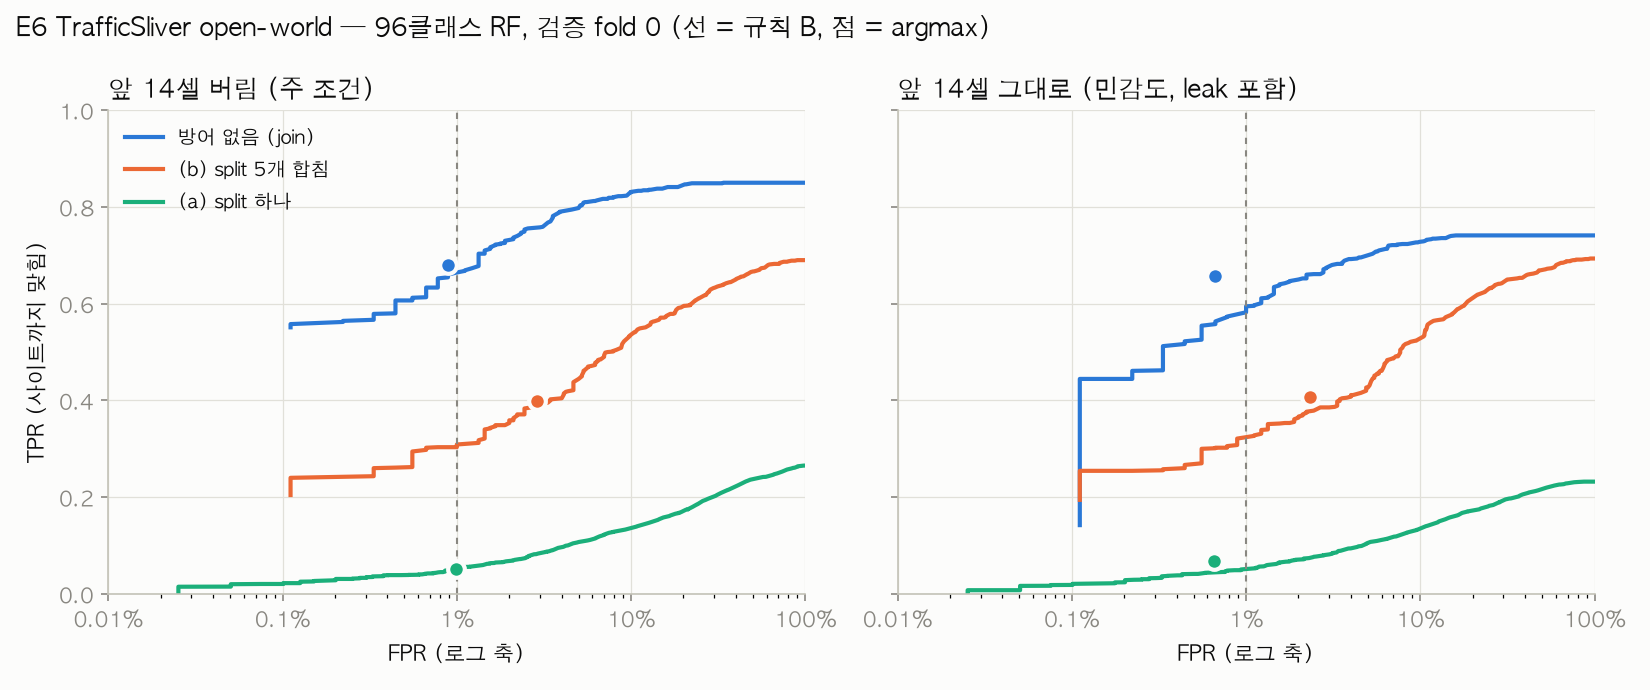 E6 TrafficSliver open-world — 96클래스 RF, 검증 fold 0 (선 = 규칙 B, 점 = argmax)
앞 14셀 버림 (주 조건)
방어 없음 (join)
(b) split 5개 합침
(a) split 하나
TPR (사이트까지 맞힘)
1.0
0.8
0.6
0.4
0.2
0.0
0.01%
0.1%
1%
10%
100%
FPR (로그 축)
앞 14셀 그대로 (민감도, leak 포함)
0.01%
0.1%
1%
10%
100%
FPR (로그 축)